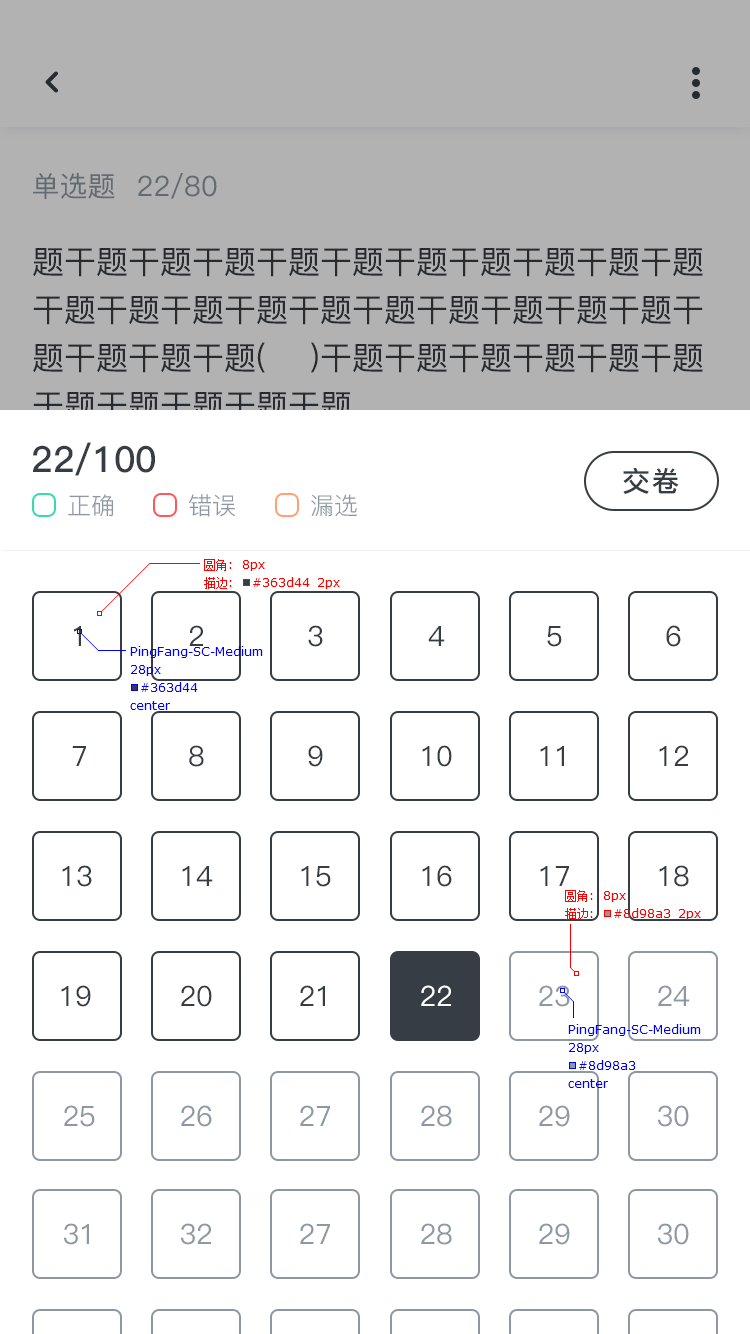 单选题 22/80
题干题干题干题干题干题干题干题干题干题干题
干题干题干题干题干题干题干题干题干题干题干
题干题干题干题( )干题干题干题干题干题干题
干题干题干题干题干题
22/100
交卷
正确 错误 漏选
圆角: 8px
描边: #363d44 2px
1 2 3 4 5 6
PingFang-SC-Medium
28px
#363d44
center
7 8 9 10 11 12
13 14 15 16 17 18
圆角: 8px
描边: #8d98a3 2px
19 20 21 22 23 24
PingFang-SC-Medium
28px
#8d98a3
center
25 26 27 28 29 30
31 32 27 28 29 30